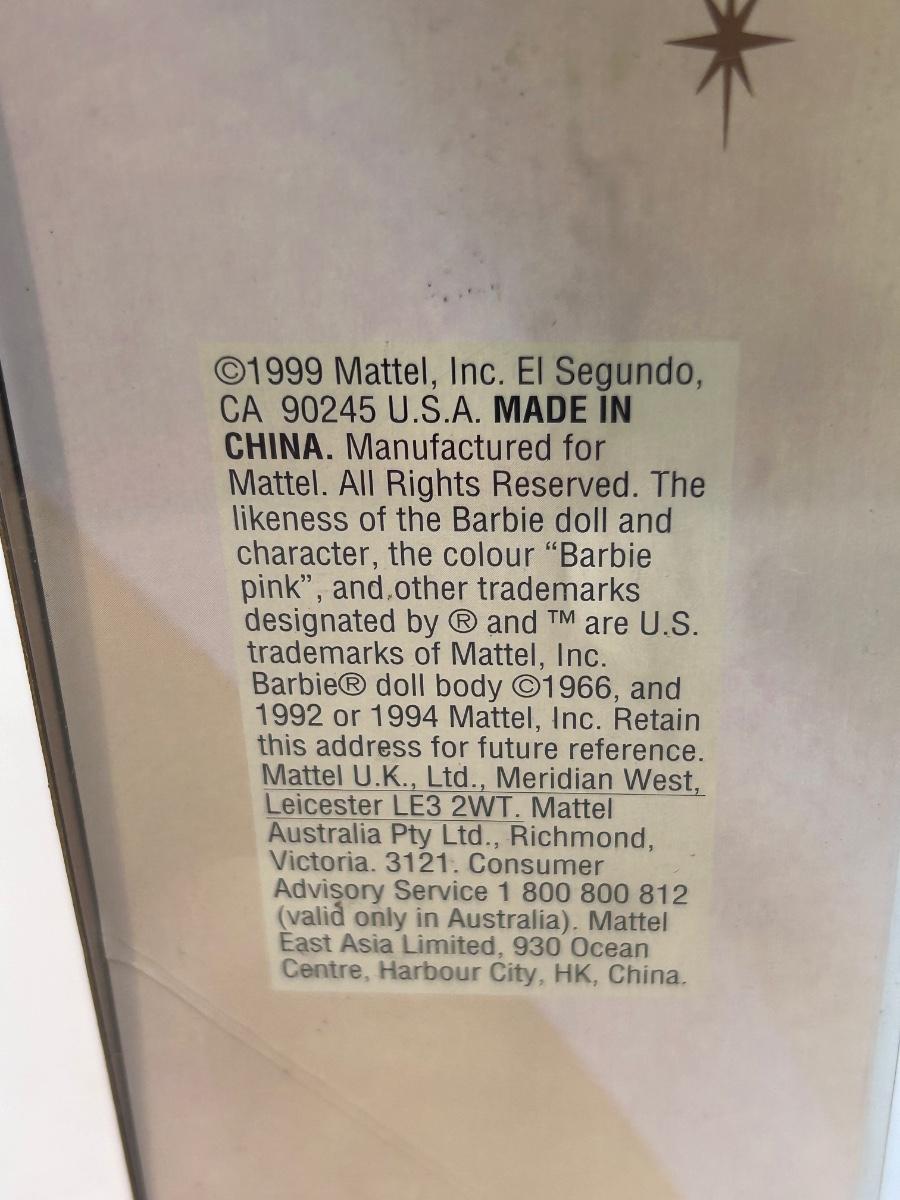 ©1999 Mattel, Inc. El Segundo,
CA 90245 U.S.A. MADE IN
CHINA. Manufactured for
Mattel. All Rights Reserved. The
likeness of the Barbie doll and
character, the colour “Barbie
pink”, and other trademarks
designated by ® and ™ are U.S.
trademarks of Mattel, Inc.
Barbie® doll body ©1966, and
1992 or 1994 Mattel, Inc. Retain
this address for future reference.
Mattel U.K., Ltd., Meridian West,
Leicester LE3 2WT. Mattel
Australia Pty Ltd., Richmond,
Victoria. 3121. Consumer
Advisory Service 1 800 800 812
(valid only in Australia). Mattel
East Asia Limited, 930 Ocean
Centre, Harbour City, HK, China.